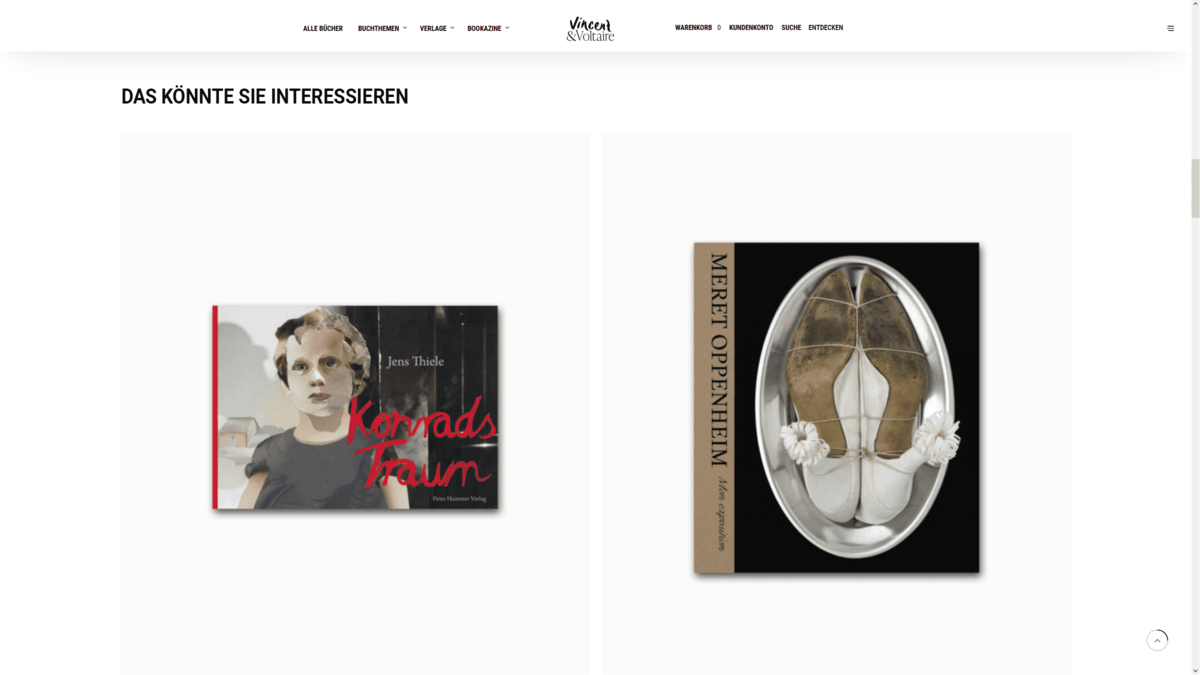 ALLE BÜCHER BUCHTHEMEN VERLAGE BOOKAZINE
Vincent
&Voltaire
WARENKORB 0 KUNDENKONTO SUCHE ENTDECKEN
DAS KÖNNTE SIE INTERESSIEREN
Jens Thiele
Konrads
Traum
Peter Hammer Verlag
MERET OPPENHEIM Mon exposition